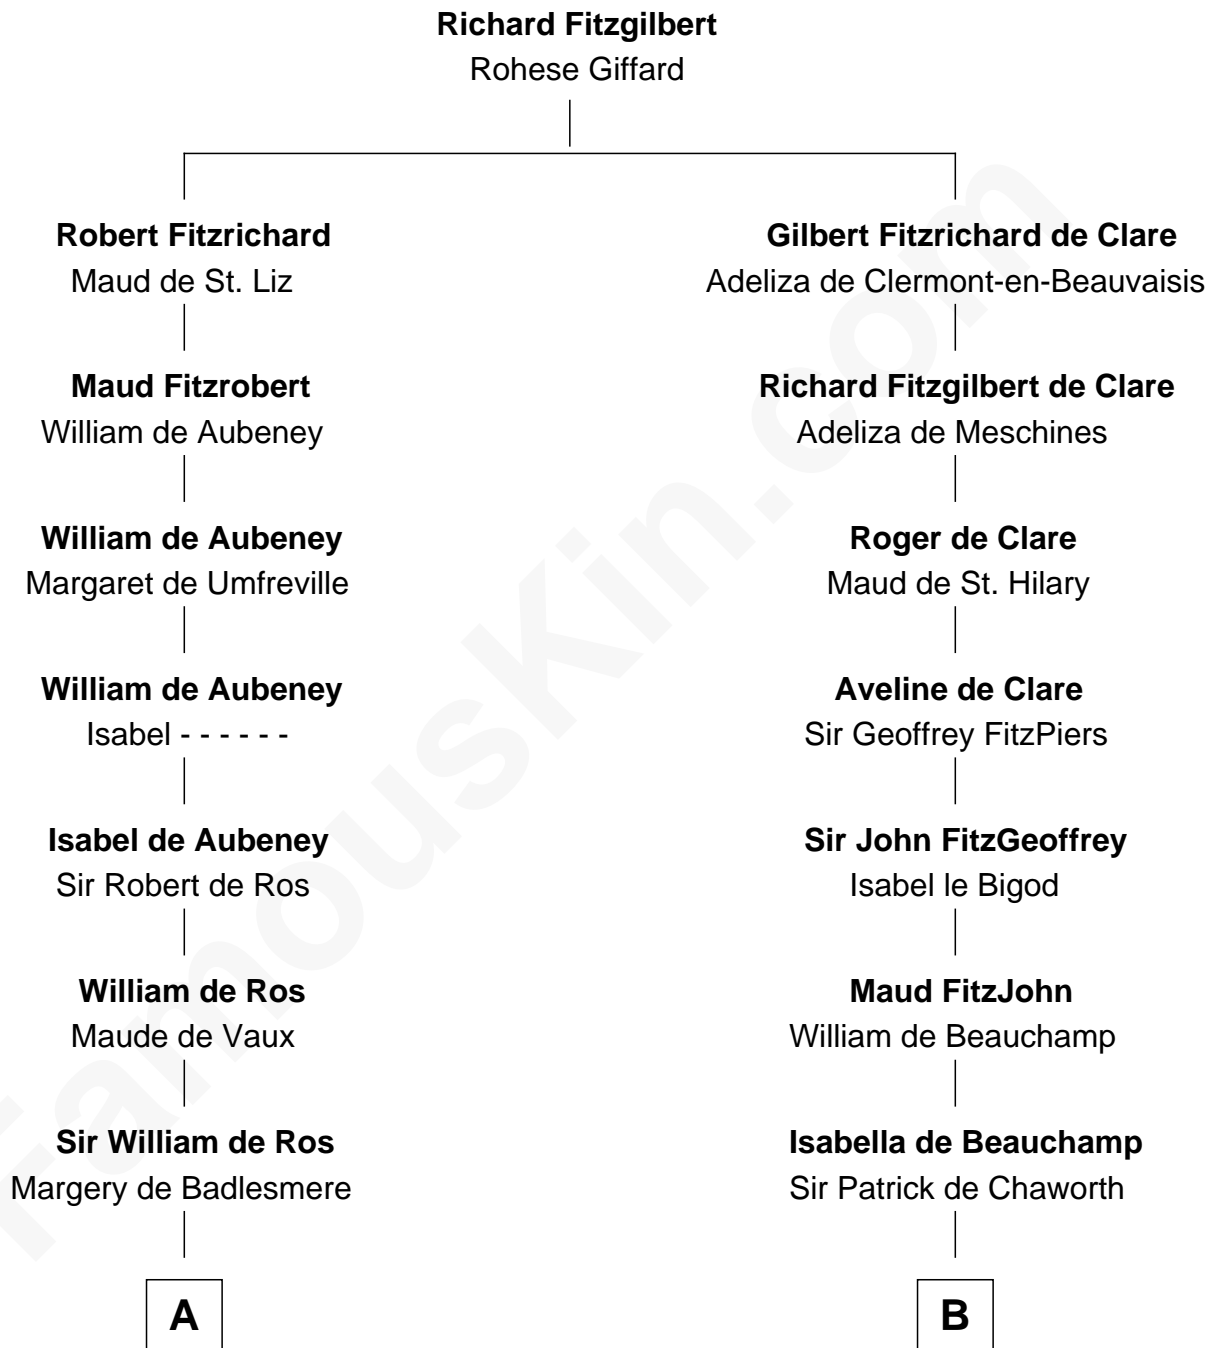 Richard Fitzgilbert
Rohese Giffard
Robert Fitzrichard
Maud de St. Liz
Maud Fitzrobert
William de Aubeney
William de Aubeney
Margaret de Umfreville
William de Aubeney
Isabel - - - - - -
Isabel de Aubeney
Sir Robert de Ros
William de Ros
Maude de Vaux
Sir William de Ros
Margery de Badlesmere
A
Gilbert Fitzrichard de Clare
Adeliza de Clermont-en-Beauvaisis
Richard Fitzgilbert de Clare
Adeliza de Meschines
Roger de Clare
Maud de St. Hilary
Aveline de Clare
Sir Geoffrey FitzPiers
Sir John FitzGeoffrey
Isabel le Bigod
Maud FitzJohn
William de Beauchamp
Isabella de Beauchamp
Sir Patrick de Chaworth
B
FamousKin.com